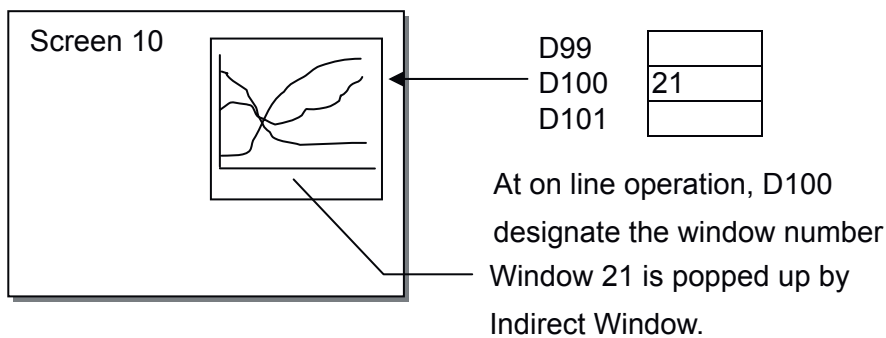 Screen 10
D99
D100 21
D101
At on line operation, D100
designate the window number
Window 21 is popped up by
Indirect Window.